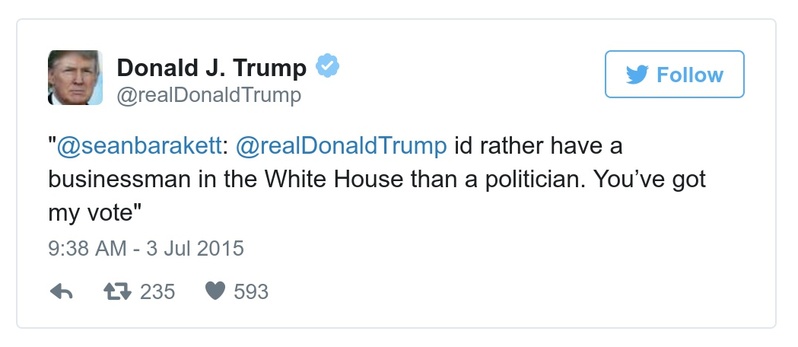 Donald J. Trump
@realDonaldTrump
Follow
"@seanbarakett: @realDonaldTrump id rather have a
businessman in the White House than a politician. You’ve got
my vote"
9:38 AM - 3 Jul 2015
235 593